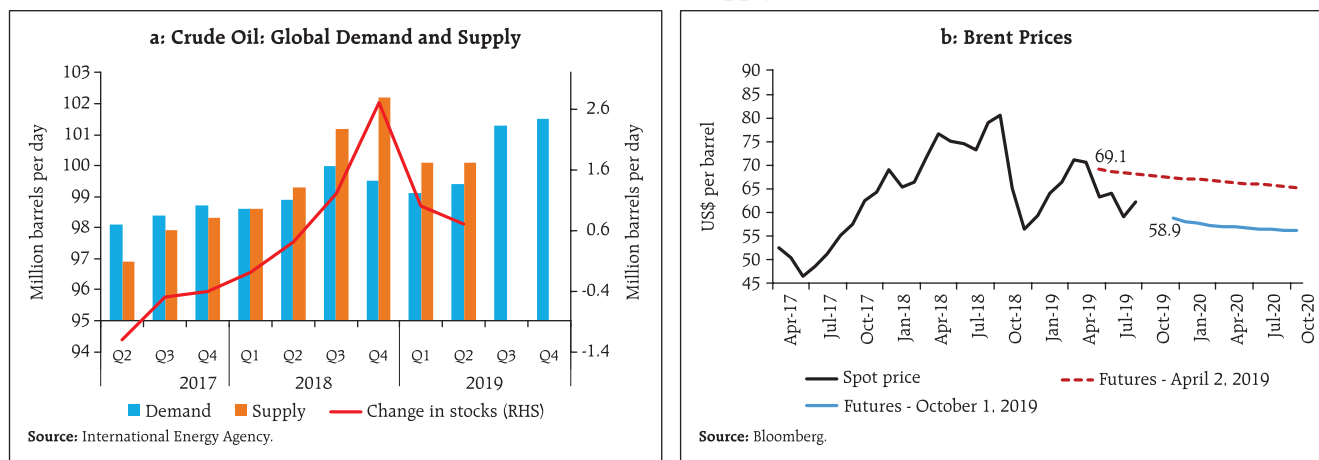 a: Crude Oil: Global Demand and Supply
Million barrels per day
103
102
101
100
99
98
97
96
95
94
2.6
1.6
0.6
-0.4
-1.4
Million barrels per day
Q2 Q3 Q4 Q1 Q2 Q3 Q4 Q1 Q2 Q3 Q4
2017 2018 2019
Demand Supply Change in stocks (RHS)
Source: International Energy Agency.
b: Brent Prices
US$ per barrel
90
85
80
75
70
65
60
55
50
45
69.1
58.9
Apr-17 Jul-17 Oct-17 Jan-18 Apr-18 Jul-18 Oct-18 Jan-19 Apr-19 Jul-19 Oct-19 Jan-20 Apr-20 Jul-20 Oct-20
Spot price Futures - April 2, 2019
Futures - October 1, 2019
Source: Bloomberg.